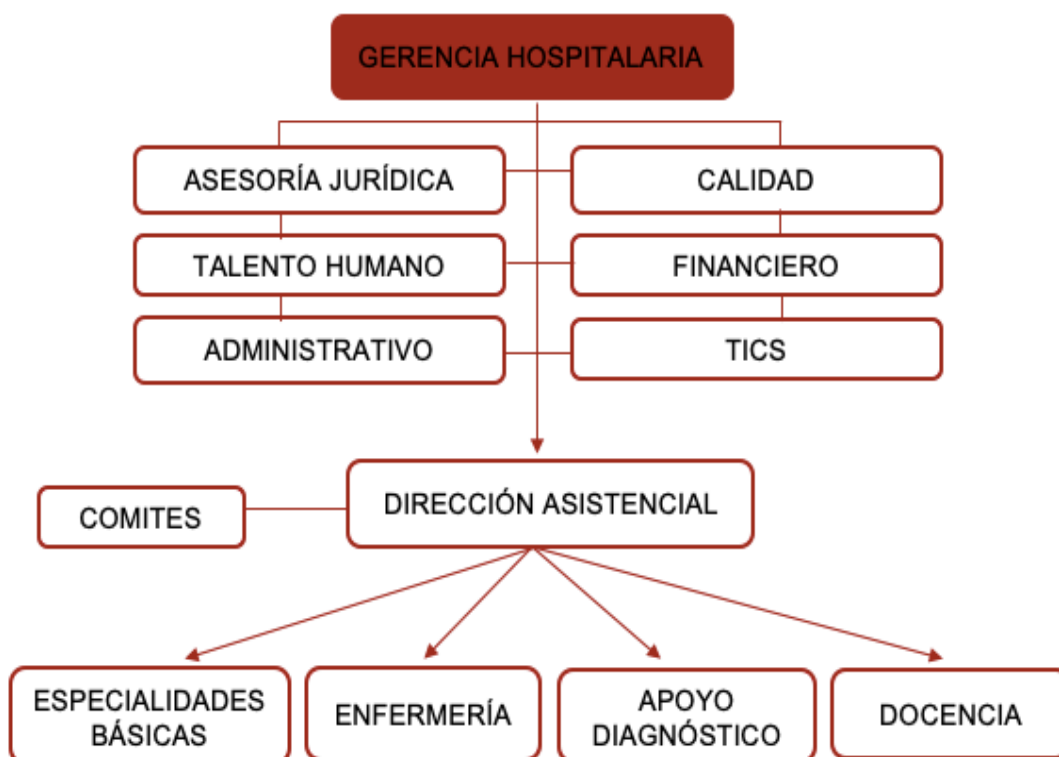 GERENCIA HOSPITALARIA
ASESORÍA JURÍDICA
CALIDAD
TALENTO HUMANO
FINANCIERO
ADMINISTRATIVO
TICS
DIRECCIÓN ASISTENCIAL
COMITES
ESPECIALIDADES
BÁSICAS
ENFERMERÍA
APOYO
DIAGNÓSTICO
DOCENCIA